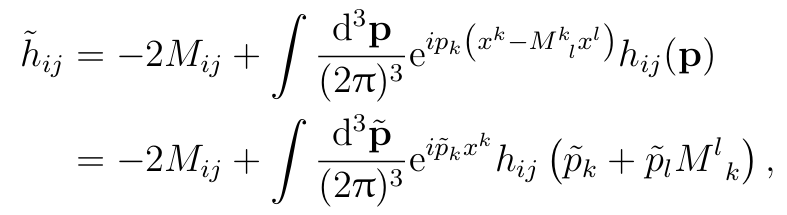 \tilde{h}_{ij} = -2M_{ij} + \int \frac{\mathrm{d}^3\mathbf{p}}{(2\pi)^3} \mathrm{e}^{ip_k\left(x^k - M^k{}_l x^l\right)} h_{ij}(\mathbf{p})
= -2M_{ij} + \int \frac{\mathrm{d}^3\tilde{\mathbf{p}}}{(2\pi)^3} \mathrm{e}^{i\tilde{p}_k x^k} h_{ij}\left(\tilde{p}_k + \tilde{p}_l M^l{}_k\right),